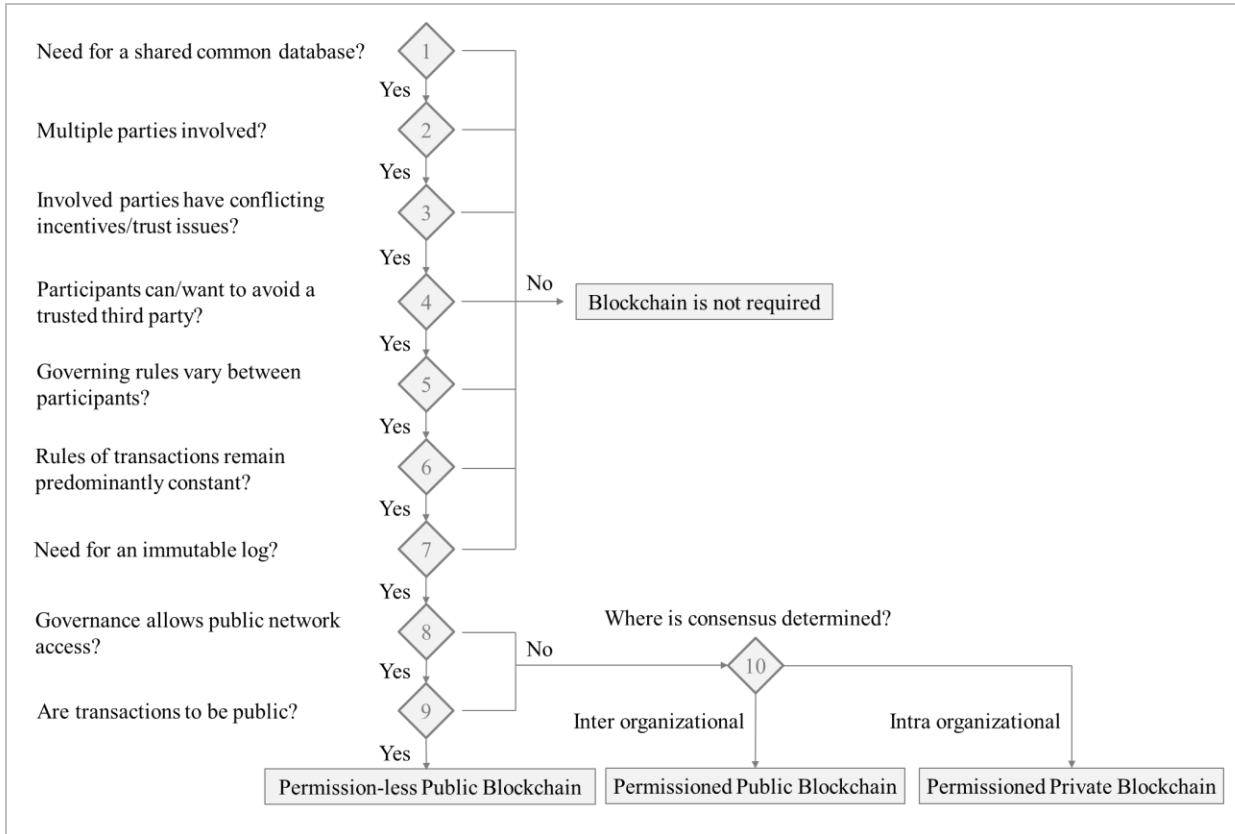 Need for a shared common database?
1
Yes
Multiple parties involved?
2
Yes
Involved parties have conflicting
incentives/trust issues?
3
Yes
Participants can/want to avoid a
trusted third party?
4
No
Blockchain is not required
Yes
Governing rules vary between
participants?
5
Yes
Rules of transactions remain
predominantly constant?
6
Yes
Need for an immutable log?
7
Yes
Governance allows public network
access?
8
No
Where is consensus determined?
10
Yes
Are transactions to be public?
9
Inter organizational
Intra organizational
Yes
Permission-less Public Blockchain
Permissioned Public Blockchain
Permissioned Private Blockchain